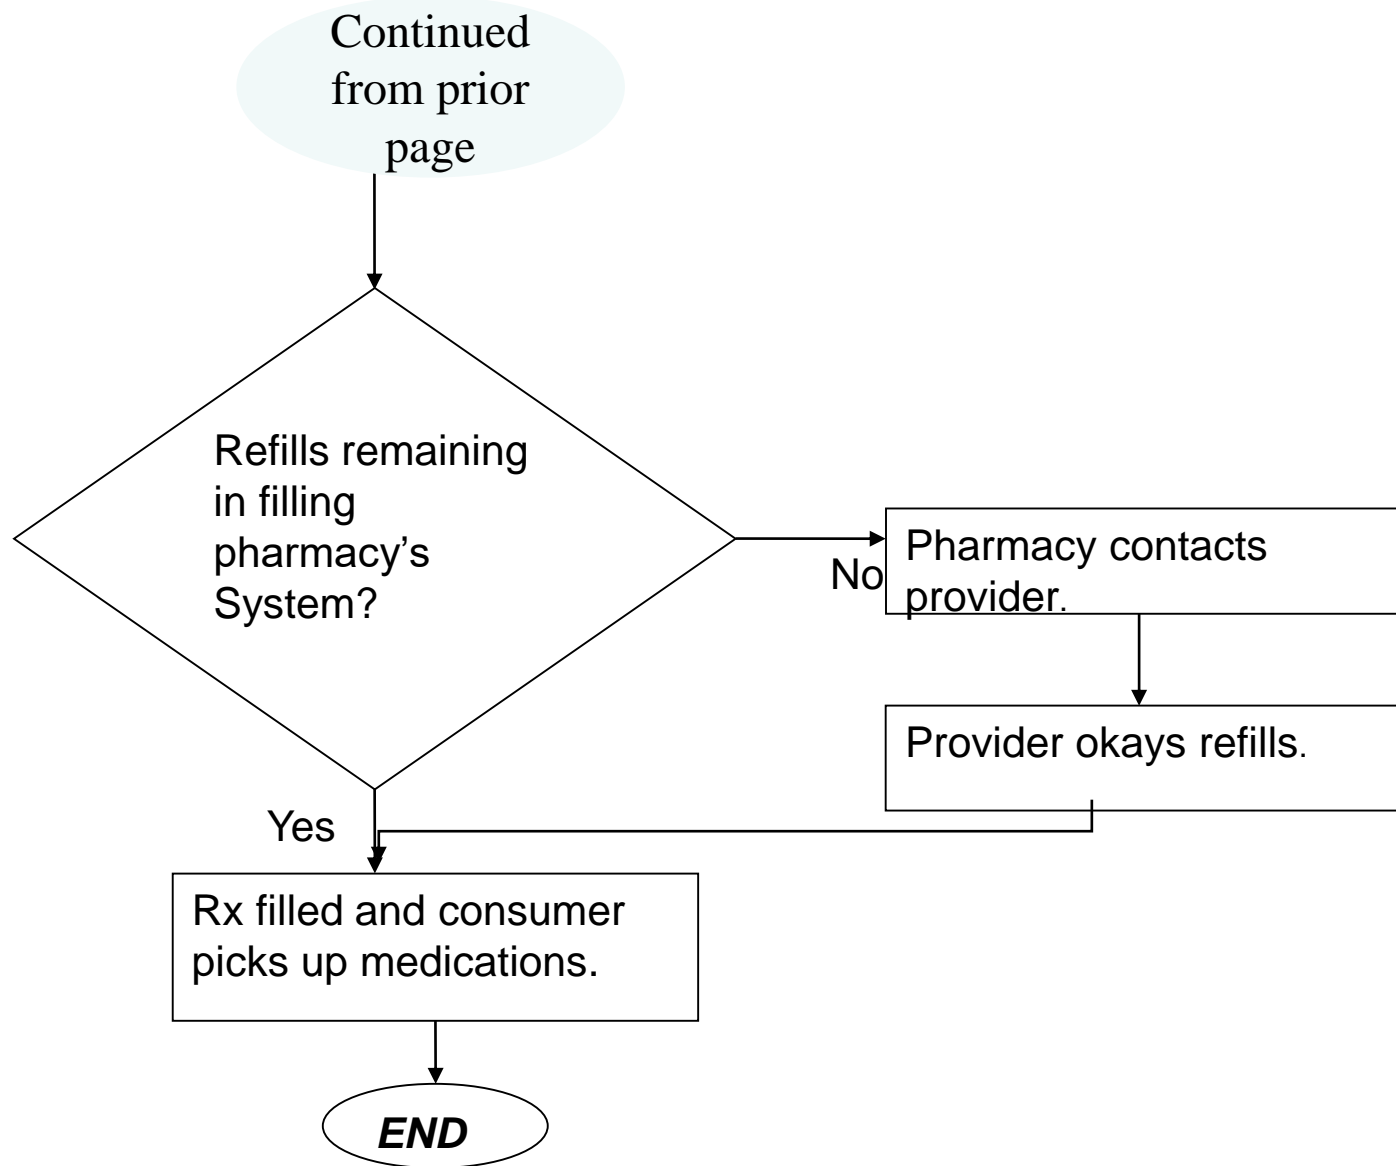 Continued
from prior
page
Refills remaining
in filling
pharmacy’s
System?
No
Pharmacy contacts
provider.
Provider okays refills.
Yes
Rx filled and consumer
picks up medications.
END